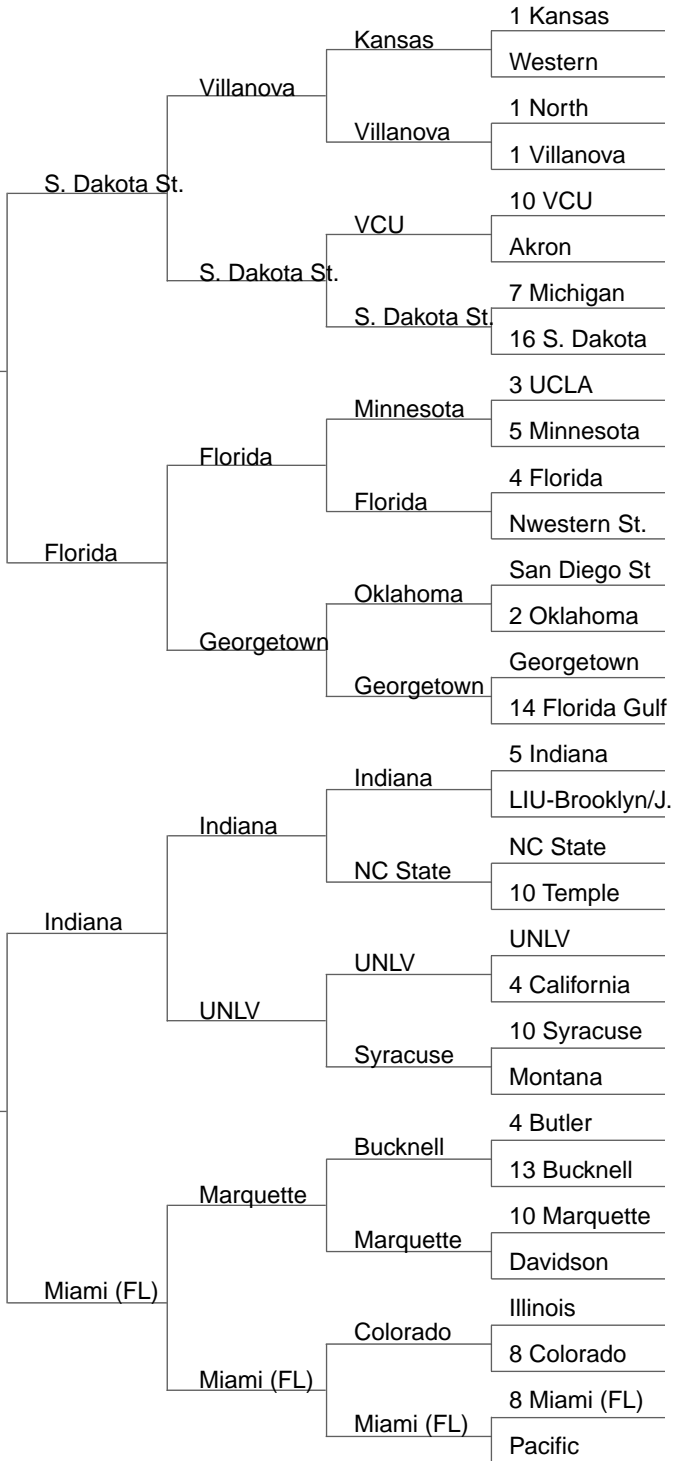 1 Kansas
Kansas
Western
Villanova
1 North
Villanova
1 Villanova
S. Dakota St.
10 VCU
VCU
Akron
S. Dakota St.
7 Michigan
S. Dakota St.
16 S. Dakota
3 UCLA
Minnesota
5 Minnesota
Florida
4 Florida
Florida
Nwestern St.
Florida
San Diego St
Oklahoma
2 Oklahoma
Georgetown
Georgetown
Georgetown
14 Florida Gulf
5 Indiana
Indiana
LIU-Brooklyn/J.
Indiana
NC State
NC State
10 Temple
Indiana
UNLV
UNLV
4 California
UNLV
10 Syracuse
Syracuse
Montana
4 Butler
Bucknell
13 Bucknell
Marquette
10 Marquette
Marquette
Davidson
Miami (FL)
Illinois
Colorado
8 Colorado
Miami (FL)
8 Miami (FL)
Miami (FL)
Pacific